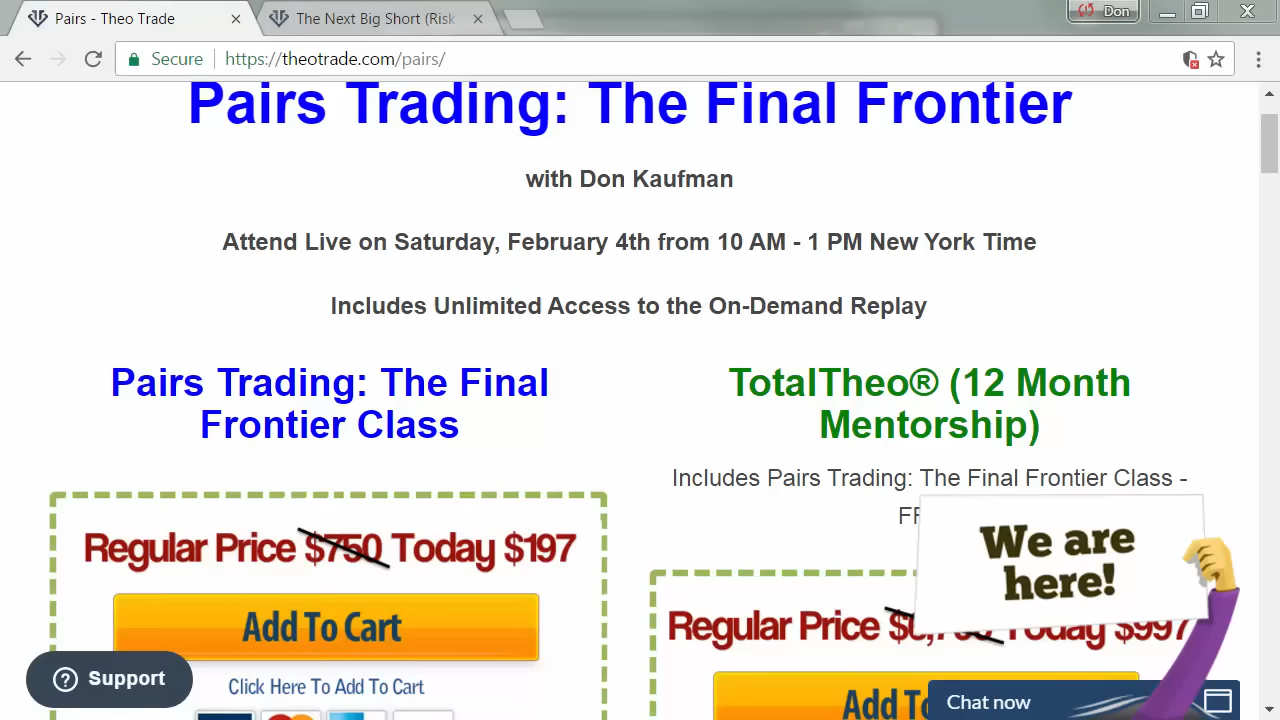 Pairs - Theo Trade
The Next Big Short (Risk
Don
Secure
https://theotrade.com/pairs/
Pairs Trading: The Final Frontier
with Don Kaufman
Attend Live on Saturday, February 4th from 10 AM - 1 PM New York Time
Includes Unlimited Access to the On-Demand Replay
Pairs Trading: The Final
Frontier Class
Regular Price $750 Today $197
Add To Cart
Click Here To Add To Cart
TotalTheo® (12 Month
Mentorship)
Includes Pairs Trading: The Final Frontier Class -
We are
here!
Regular Price Today $997
Support
Chat now